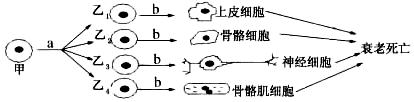 乙₁ b 上皮细胞
乙₂ b 骨骼细胞
甲 a 乙₃ b 神经细胞 衰老死亡
乙₄ b 骨骼肌细胞